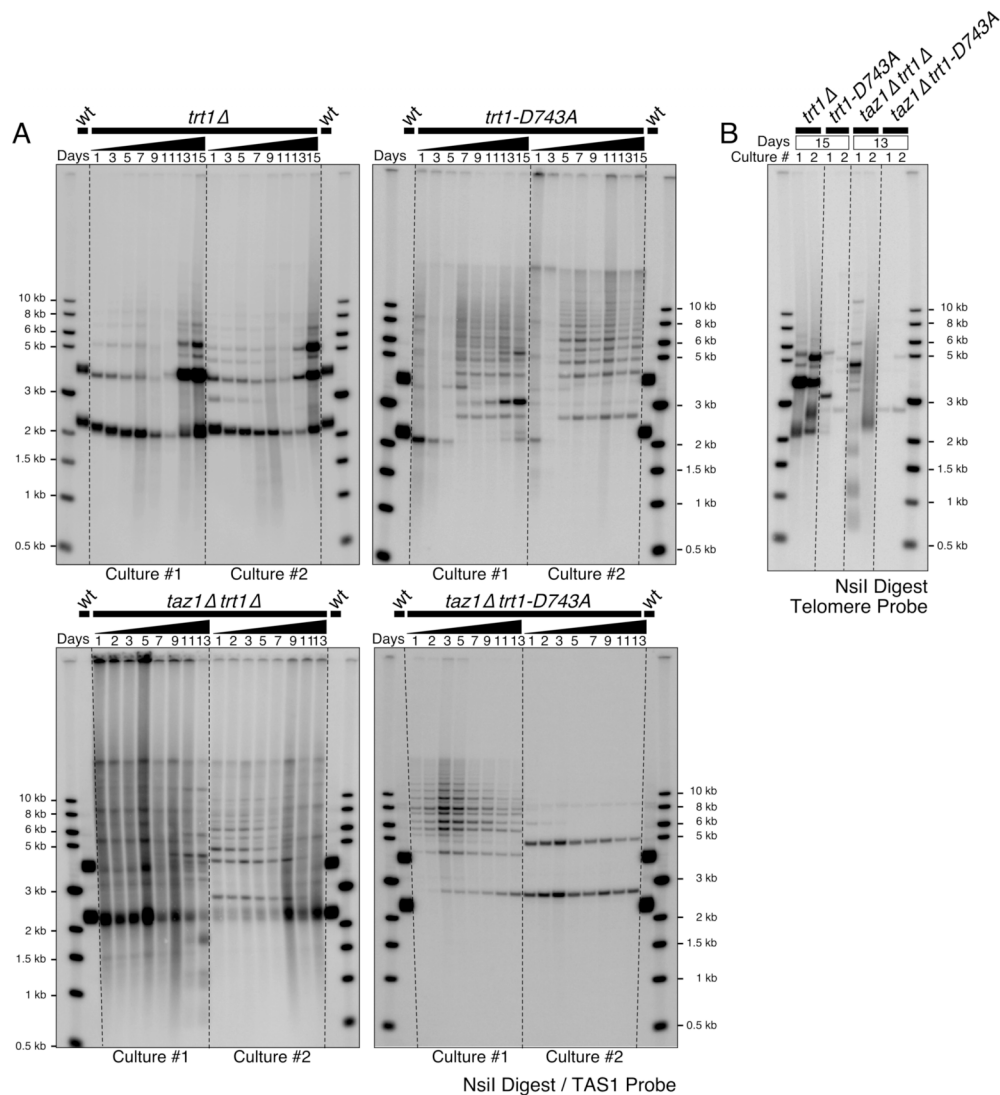 A
wt
trt1Δ
wt
Days 1 3 5 7 9 11 13 15 1 3 5 7 9 11 13 15
10 kb
8 kb
6 kb
5 kb
3 kb
2 kb
1.5 kb
1 kb
0.5 kb
Culture #1 Culture #2
wt
trt1-D743A
wt
Days 1 3 5 7 9 11 13 15 1 3 5 7 9 11 13 15
10 kb
8 kb
6 kb
5 kb
3 kb
2 kb
1.5 kb
1 kb
0.5 kb
Culture #1 Culture #2
B
trt1Δ
trt1-D743A
taz1Δtrt1Δ
taz1Δtrt1-D743A
Days 15 13
Culture # 1 2 1 2 1 2 1 2
10 kb
8 kb
6 kb
5 kb
3 kb
2 kb
1.5 kb
1 kb
0.5 kb
NsiI Digest
Telomere Probe
wt
taz1Δ trt1Δ
wt
Days 1 2 3 5 7 9 11 13 1 2 3 5 7 9 11 13
10 kb
8 kb
6 kb
5 kb
3 kb
2 kb
1.5 kb
1 kb
0.5 kb
Culture #1 Culture #2
wt
taz1Δ trt1-D743A
wt
Days 1 2 3 5 7 9 11 13 1 2 3 5 7 9 11 13
10 kb
8 kb
6 kb
5 kb
3 kb
2 kb
1.5 kb
1 kb
0.5 kb
Culture #1 Culture #2
NsiI Digest / TAS1 Probe